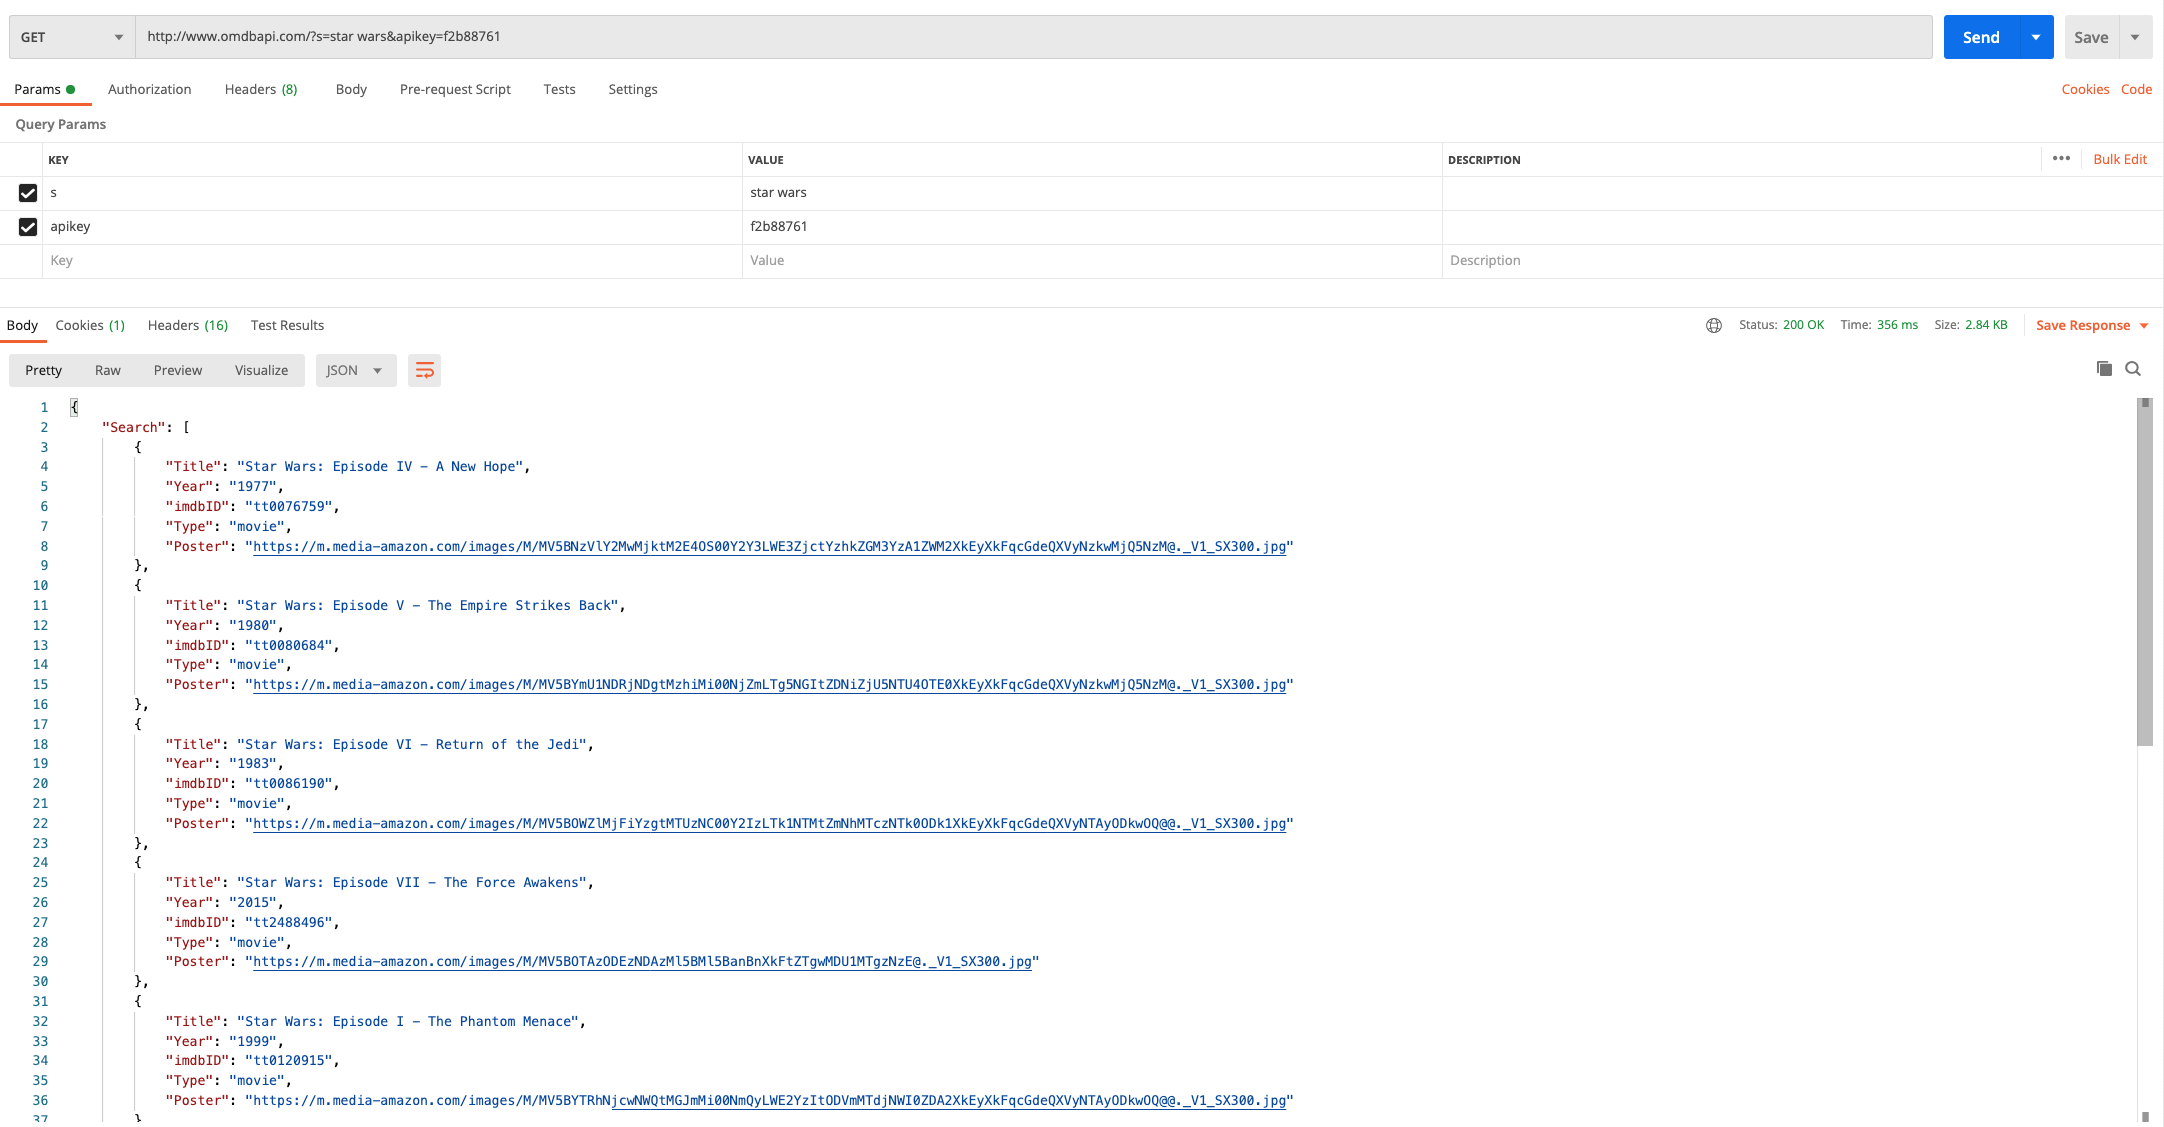 GET http://www.omdbapi.com/?s=star wars&apikey=f2b88761 Send Save
Params Authorization Headers (8) Body Pre-request Script Tests Settings Cookies Code
Query Params
KEY VALUE DESCRIPTION ••• Bulk Edit
s star wars
apikey f2b88761
Key Value Description
Body Cookies (1) Headers (16) Test Results Status: 200 OK Time: 356 ms Size: 2.84 KB Save Response
Pretty Raw Preview Visualize JSON
1 {
2 "Search": [
3 {
4 "Title": "Star Wars: Episode IV - A New Hope",
5 "Year": "1977",
6 "imdbID": "tt0076759",
7 "Type": "movie",
8 "Poster": "https://m.media-amazon.com/images/M/MV5BNzVlY2MwMjktM2E4OS00Y2Y3LWE3ZjctYzhkZGM3YzA1ZWM2XkEyXkFqcGdeQXVyNzkwMjQ5NzM@._V1_SX300.jpg"
9 },
10 {
11 "Title": "Star Wars: Episode V - The Empire Strikes Back",
12 "Year": "1980",
13 "imdbID": "tt0080684",
14 "Type": "movie",
15 "Poster": "https://m.media-amazon.com/images/M/MV5BYmU1NDRjNDgtMzhiMi00NjZmLTg5NGItZDNiZjU5NTU4OTE0XkEyXkFqcGdeQXVyNzkwMjQ5NzM@._V1_SX300.jpg"
16 },
17 {
18 "Title": "Star Wars: Episode VI - Return of the Jedi",
19 "Year": "1983",
20 "imdbID": "tt0086190",
21 "Type": "movie",
22 "Poster": "https://m.media-amazon.com/images/M/MV5BOWZlMjFiYzgtMTUzNC00Y2IzLTk1NTMtZmNhMTczNTk0ODk1XkEyXkFqcGdeQXVyNTAyODkwOQ@@._V1_SX300.jpg"
23 },
24 {
25 "Title": "Star Wars: Episode VII - The Force Awakens",
26 "Year": "2015",
27 "imdbID": "tt2488496",
28 "Type": "movie",
29 "Poster": "https://m.media-amazon.com/images/M/MV5BOTAzODEzNDAzMl5BMl5BanBnXkFtZTgwMDU1MTgzNzE@._V1_SX300.jpg"
30 },
31 {
32 "Title": "Star Wars: Episode I - The Phantom Menace",
33 "Year": "1999",
34 "imdbID": "tt0120915",
35 "Type": "movie",
36 "Poster": "https://m.media-amazon.com/images/M/MV5BYTRhNjcwNWQtMGJmMi00NmQyLWE2YzItODVmMTdjNWI0ZDA2XkEyXkFqcGdeQXVyNTAyODkwOQ@@._V1_SX300.jpg"
37 }